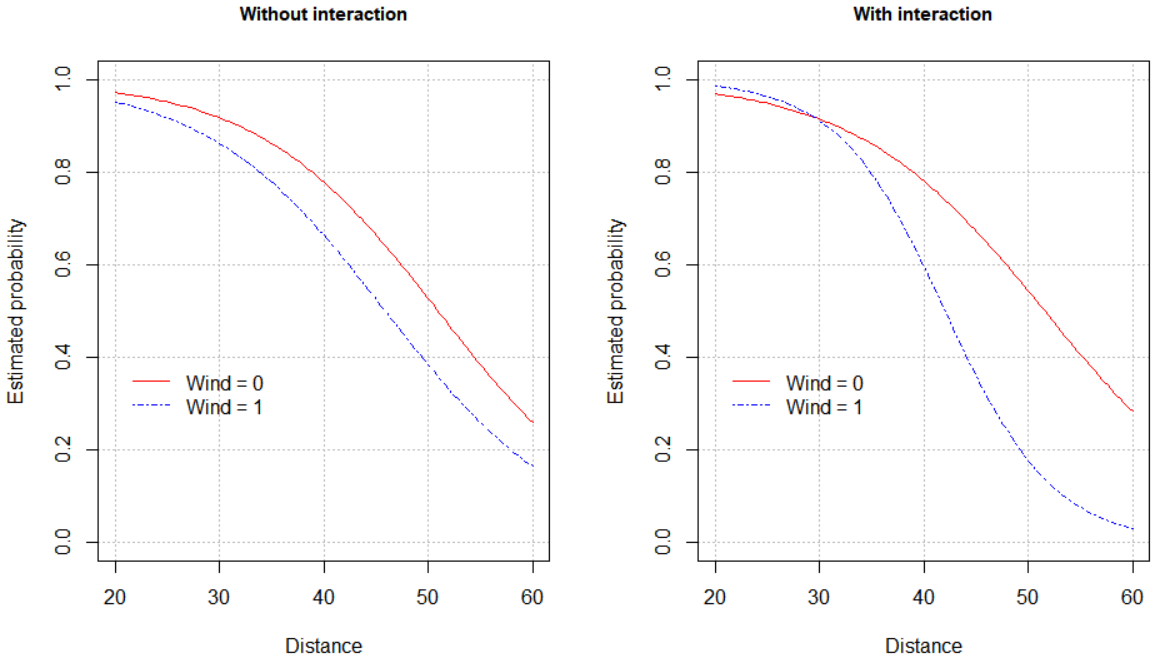 Without interaction
Estimated probability
1.0
0.8
0.6
0.4
0.2
0.0
Wind = 0
Wind = 1
20 30 40 50 60
Distance
With interaction
Estimated probability
1.0
0.8
0.6
0.4
0.2
0.0
Wind = 0
Wind = 1
20 30 40 50 60
Distance